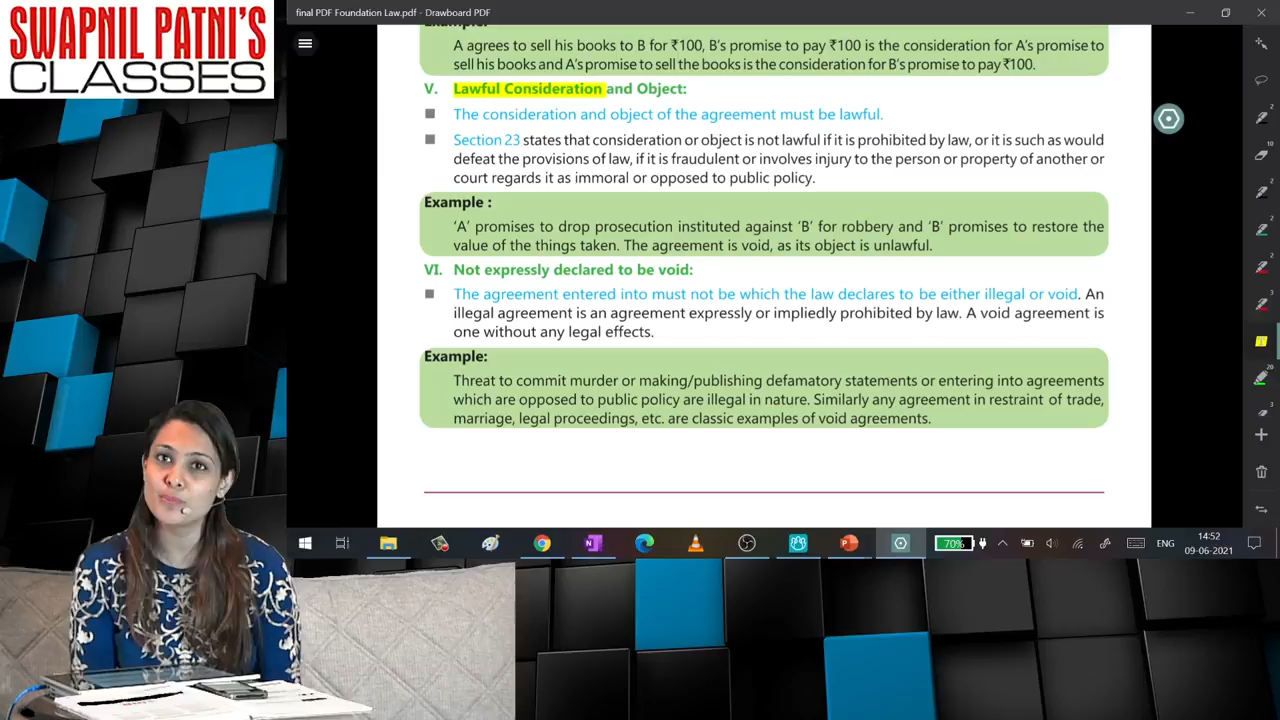 SWAPNIL PATNI'S
CLASSES
final PDF Foundation Law.pdf - Drawboard PDF
Example:
A agrees to sell his books to B for ₹100, B's promise to pay ₹100 is the consideration for A's promise to
sell his books and A's promise to sell the books is the consideration for B's promise to pay ₹100.
V. Lawful Consideration and Object:
■ The consideration and object of the agreement must be lawful.
■ Section 23 states that consideration or object is not lawful if it is prohibited by law, or it is such as would
defeat the provisions of law, if it is fraudulent or involves injury to the person or property of another or
court regards it as immoral or opposed to public policy.
Example :
‘A’ promises to drop prosecution instituted against ‘B’ for robbery and ‘B’ promises to restore the
value of the things taken. The agreement is void, as its object is unlawful.
VI. Not expressly declared to be void:
■ The agreement entered into must not be which the law declares to be either illegal or void. An
illegal agreement is an agreement expressly or impliedly prohibited by law. A void agreement is
one without any legal effects.
Example:
Threat to commit murder or making/publishing defamatory statements or entering into agreements
which are opposed to public policy are illegal in nature. Similarly any agreement in restraint of trade,
marriage, legal proceedings, etc. are classic examples of void agreements.
70%
ENG
14:52
09-06-2021